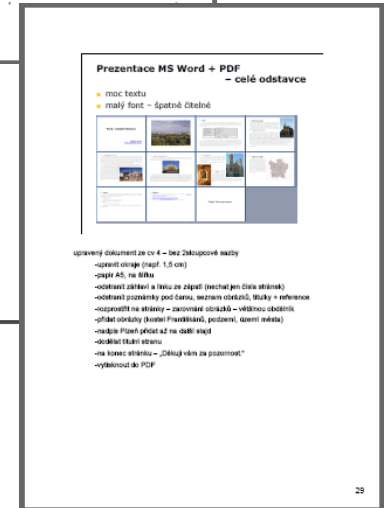 Prezentace MS Word + PDF
– celé odstavce
moc textu
malý font – špatně čitelné
upravený dokument ze cv 4 – bez 2sloupcové sazby
-upravit okraje (např. 1,5 cm)
-papír A5, na šířku
-odstranit záhlaví a linku ze zápatí (nechat jen čísla stránek)
-odstranit poznámky pod čarou, seznam obrázků, titulky + reference
-rozprostřít na stránky – zarovnání obrázků – většinou obdélník
-přidat obrázky (kostel Františkánů, podzemí, území města)
-nadpis Plzeň přidat až na další slajd
-dodělat titulní stranu
-na konec stránku – „Děkuji vám za pozornost."
-vytisknout do PDF
29